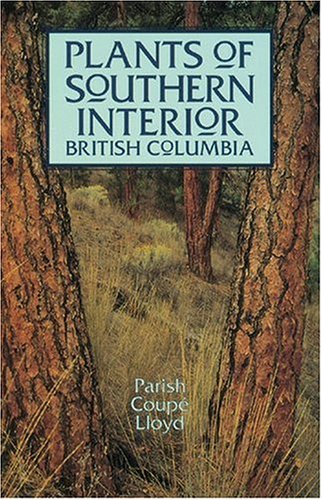 PLANTS OF
SOUTHERN
INTERIOR
BRITISH COLUMBIA
Parish
Coupé
Lloyd